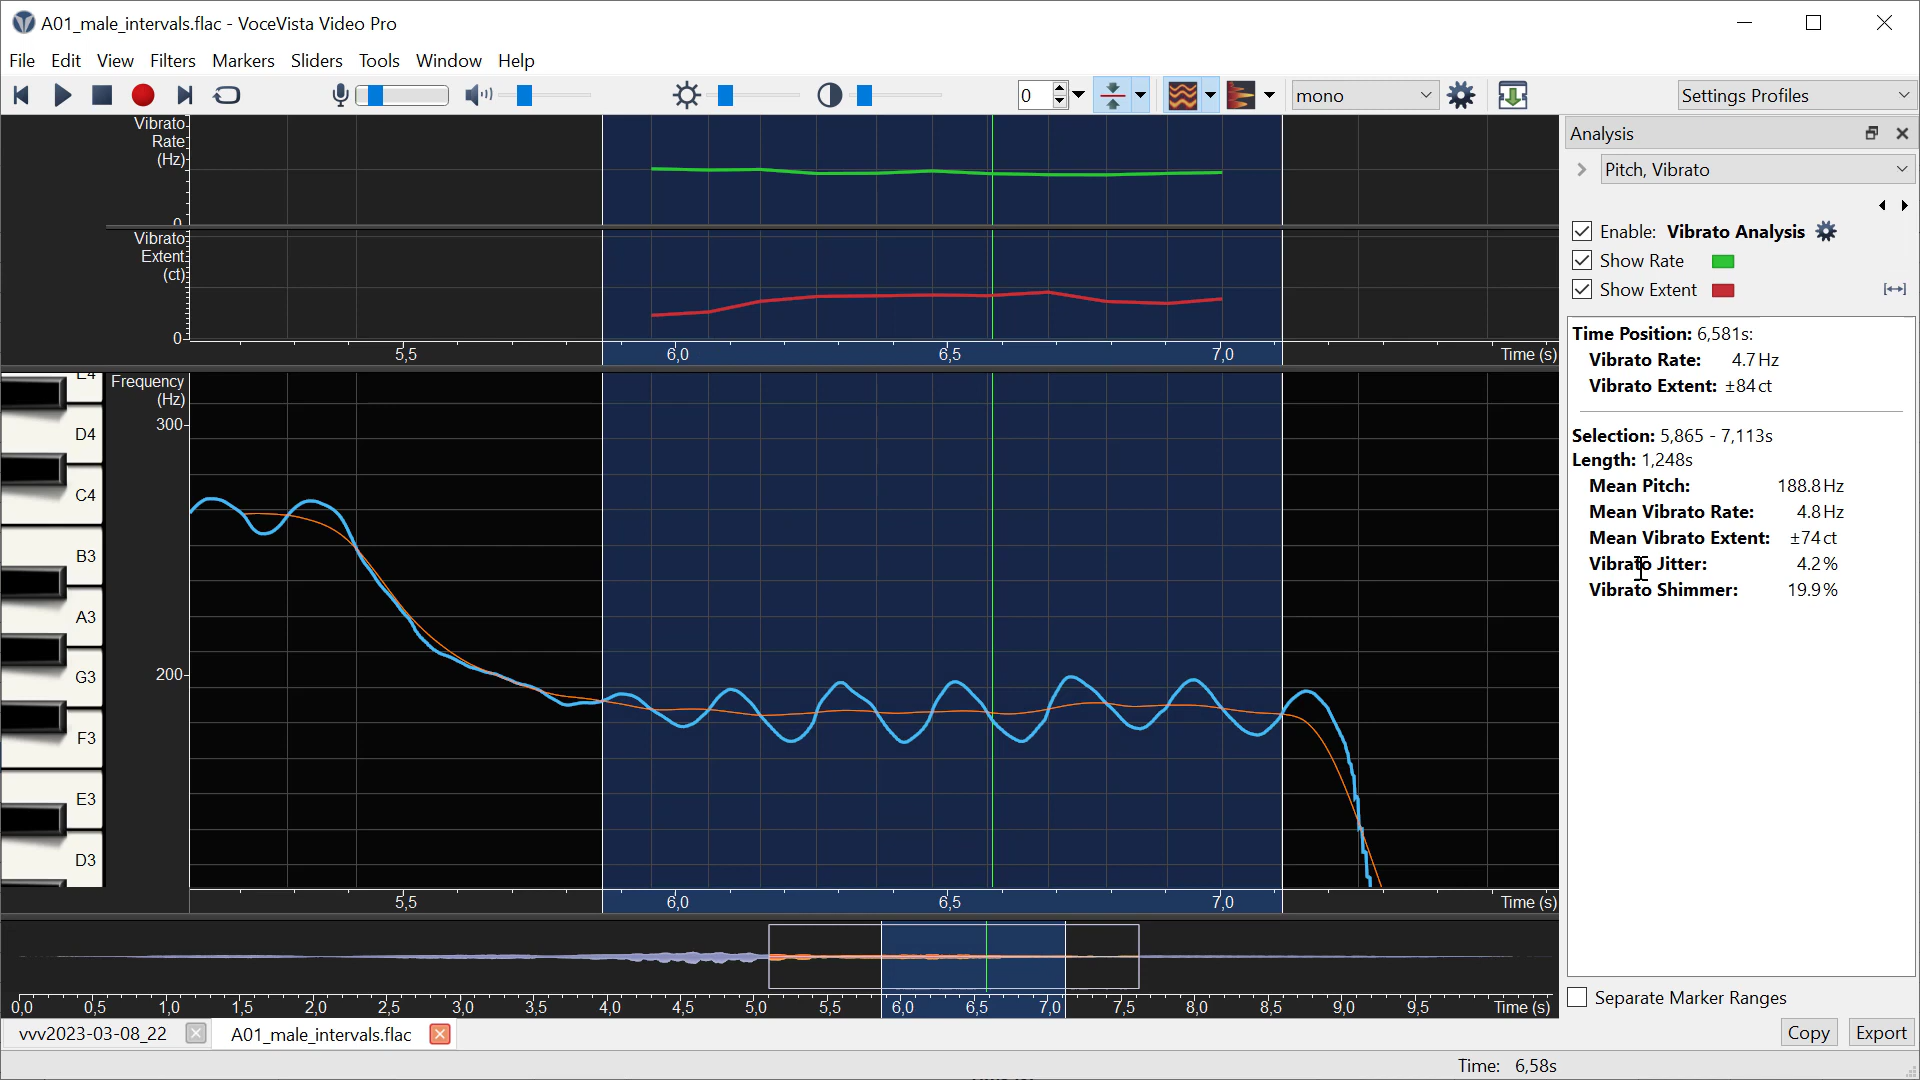 A01_male_intervals.flac - VoceVista Video Pro
File Edit View Filters Markers Sliders Tools Window Help
0 mono Settings Profiles
Vibrato
Rate
(Hz)
0
Vibrato
Extent
(ct)
0
5,5 6,0 6,5 7,0 Time (s)
Frequency
(Hz)
300
200
E4
D4
C4
B3
A3
G3
F3
E3
D3
5,5 6,0 6,5 7,0 Time (s)
0,0 0,5 1,0 1,5 2,0 2,5 3,0 3,5 4,0 4,5 5,0 5,5 6,0 6,5 7,0 7,5 8,0 8,5 9,0 9,5 Time (s)
vvv2023-03-08_22 A01_male_intervals.flac
Analysis
Pitch, Vibrato
Enable: Vibrato Analysis
Show Rate
Show Extent
Time Position: 6,581s:
Vibrato Rate: 4.7 Hz
Vibrato Extent: ±84 ct
Selection: 5,865 - 7,113s
Length: 1,248s
Mean Pitch: 188.8 Hz
Mean Vibrato Rate: 4.8 Hz
Mean Vibrato Extent: ±74 ct
Vibrato Jitter: 4.2 %
Vibrato Shimmer: 19.9 %
Separate Marker Ranges
Copy Export
Time: 6,58s